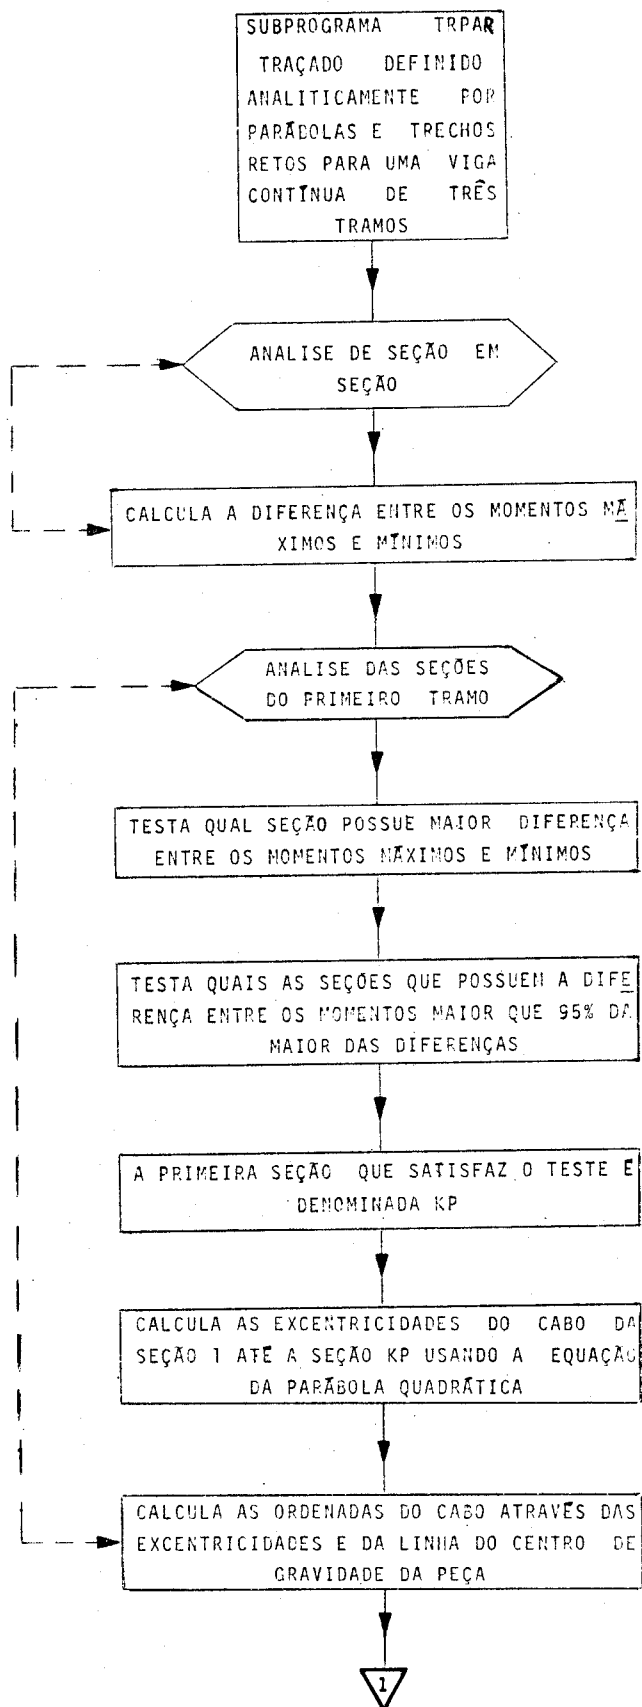 SUBPROGRAMA TRPAR
TRAÇADO DEFINIDO
ANALITICAMENTE POR
PARÁBOLAS E TRECHOS
RETOS PARA UMA VIGA
CONTÍNUA DE TRÊS
TRAMOS
ANALISE DE SEÇÃO EM
SEÇÃO
CALCULA A DIFERENÇA ENTRE OS MOMENTOS MÁ
XIMOS E MÍNIMOS
ANALISE DAS SEÇÕES
DO PRIMEIRO TRAMO
TESTA QUAL SEÇÃO POSSUE MAIOR DIFERENÇA
ENTRE OS MOMENTOS MÁXIMOS E MÍNIMOS
TESTA QUAIS AS SEÇÕES QUE POSSUEM A DIFE
RENÇA ENTRE OS MOMENTOS MAIOR QUE 95% DA
MAIOR DAS DIFERENÇAS
A PRIMEIRA SEÇÃO QUE SATISFAZ O TESTE É
DENOMINADA KP
CALCULA AS EXCENTRICIDADES DO CABO DA
SEÇÃO 1 ATÉ A SEÇÃO KP USANDO A EQUAÇÃO
DA PARÁBOLA QUADRÁTICA
CALCULA AS ORDENADAS DO CABO ATRAVÉS DAS
EXCENTRICIDADES E DA LINHA DO CENTRO DE
GRAVIDADE DA PEÇA
1